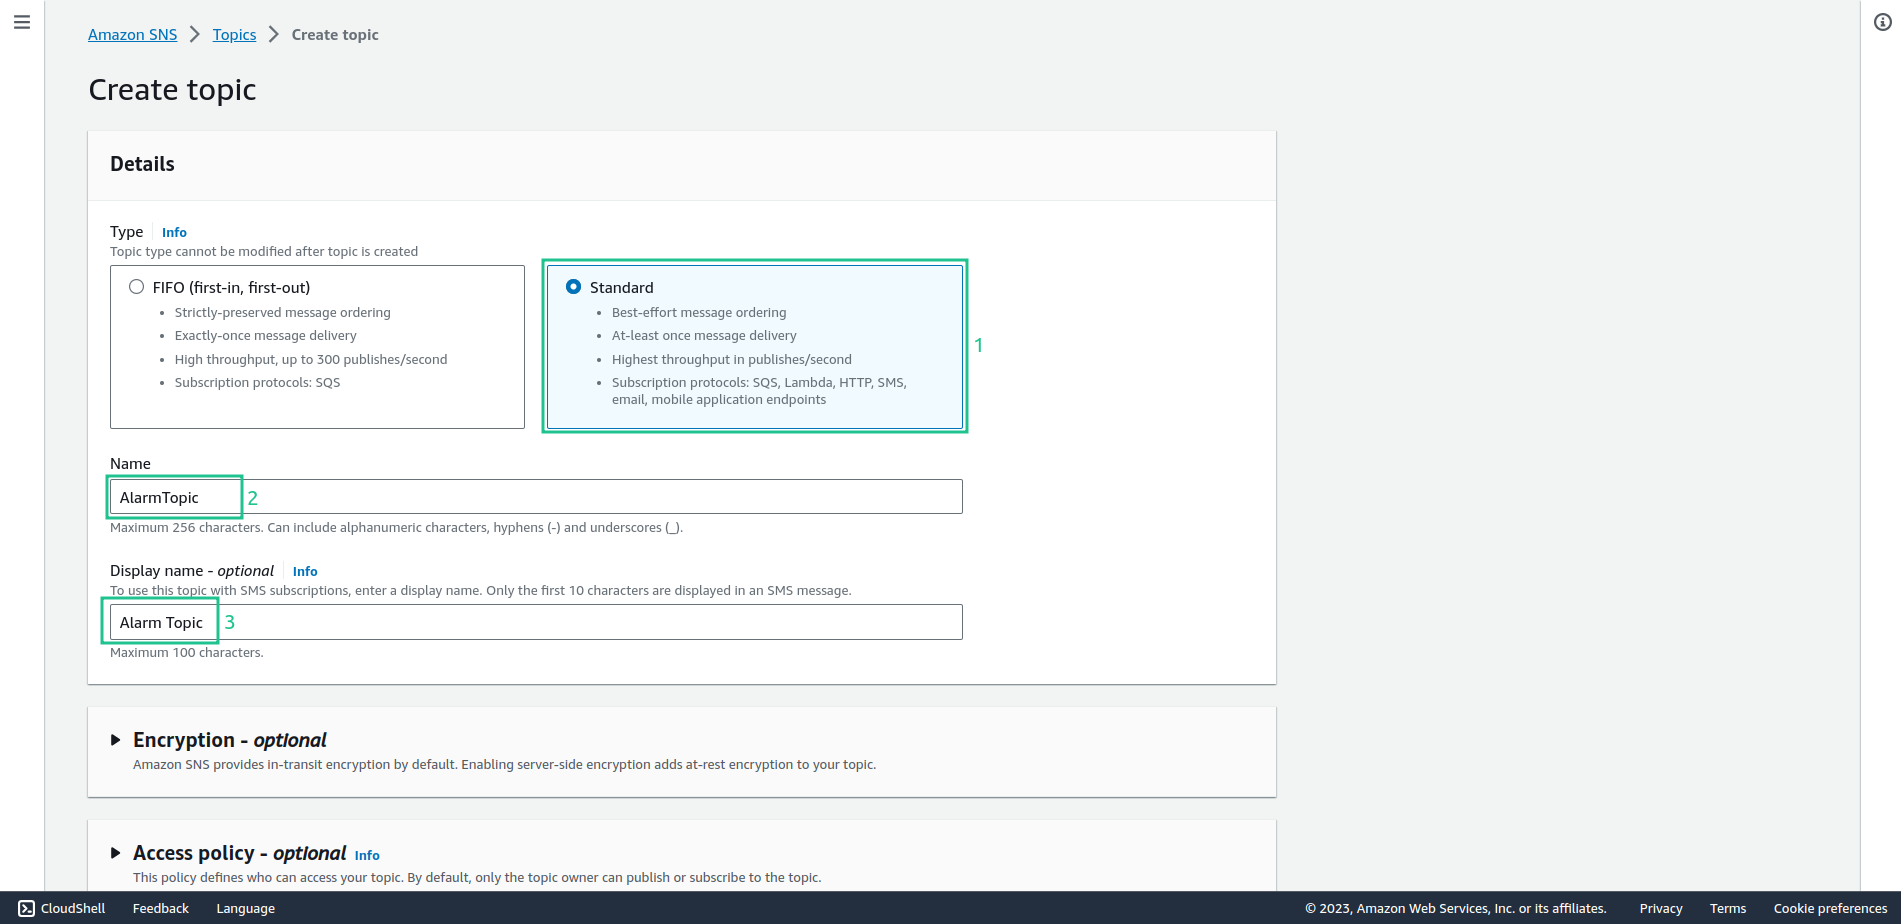 Amazon SNS > Topics > Create topic
Create topic
Details
Type Info
Topic type cannot be modified after topic is created
FIFO (first-in, first-out)
• Strictly-preserved message ordering
• Exactly-once message delivery
• High throughput, up to 300 publishes/second
• Subscription protocols: SQS
Standard
• Best-effort message ordering
• At-least once message delivery
• Highest throughput in publishes/second
• Subscription protocols: SQS, Lambda, HTTP, SMS,
email, mobile application endpoints
1
Name
AlarmTopic 2
Maximum 256 characters. Can include alphanumeric characters, hyphens (-) and underscores (_).
Display name - optional Info
To use this topic with SMS subscriptions, enter a display name. Only the first 10 characters are displayed in an SMS message.
Alarm Topic 3
Maximum 100 characters.
Encryption - optional
Amazon SNS provides in-transit encryption by default. Enabling server-side encryption adds at-rest encryption to your topic.
Access policy - optional Info
This policy defines who can access your topic. By default, only the topic owner can publish or subscribe to the topic.
CloudShell Feedback Language © 2023, Amazon Web Services, Inc. or its affiliates. Privacy Terms Cookie preferences